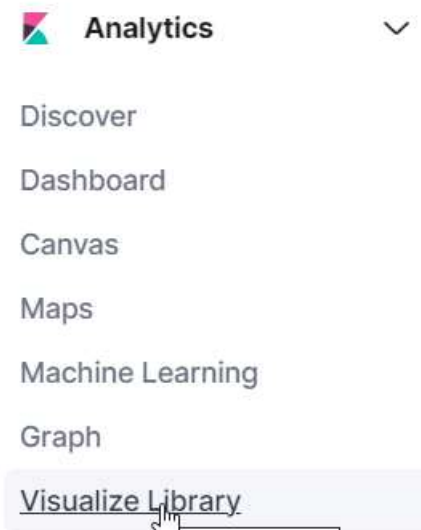 Analytics
Discover
Dashboard
Canvas
Maps
Machine Learning
Graph
Visualize Library